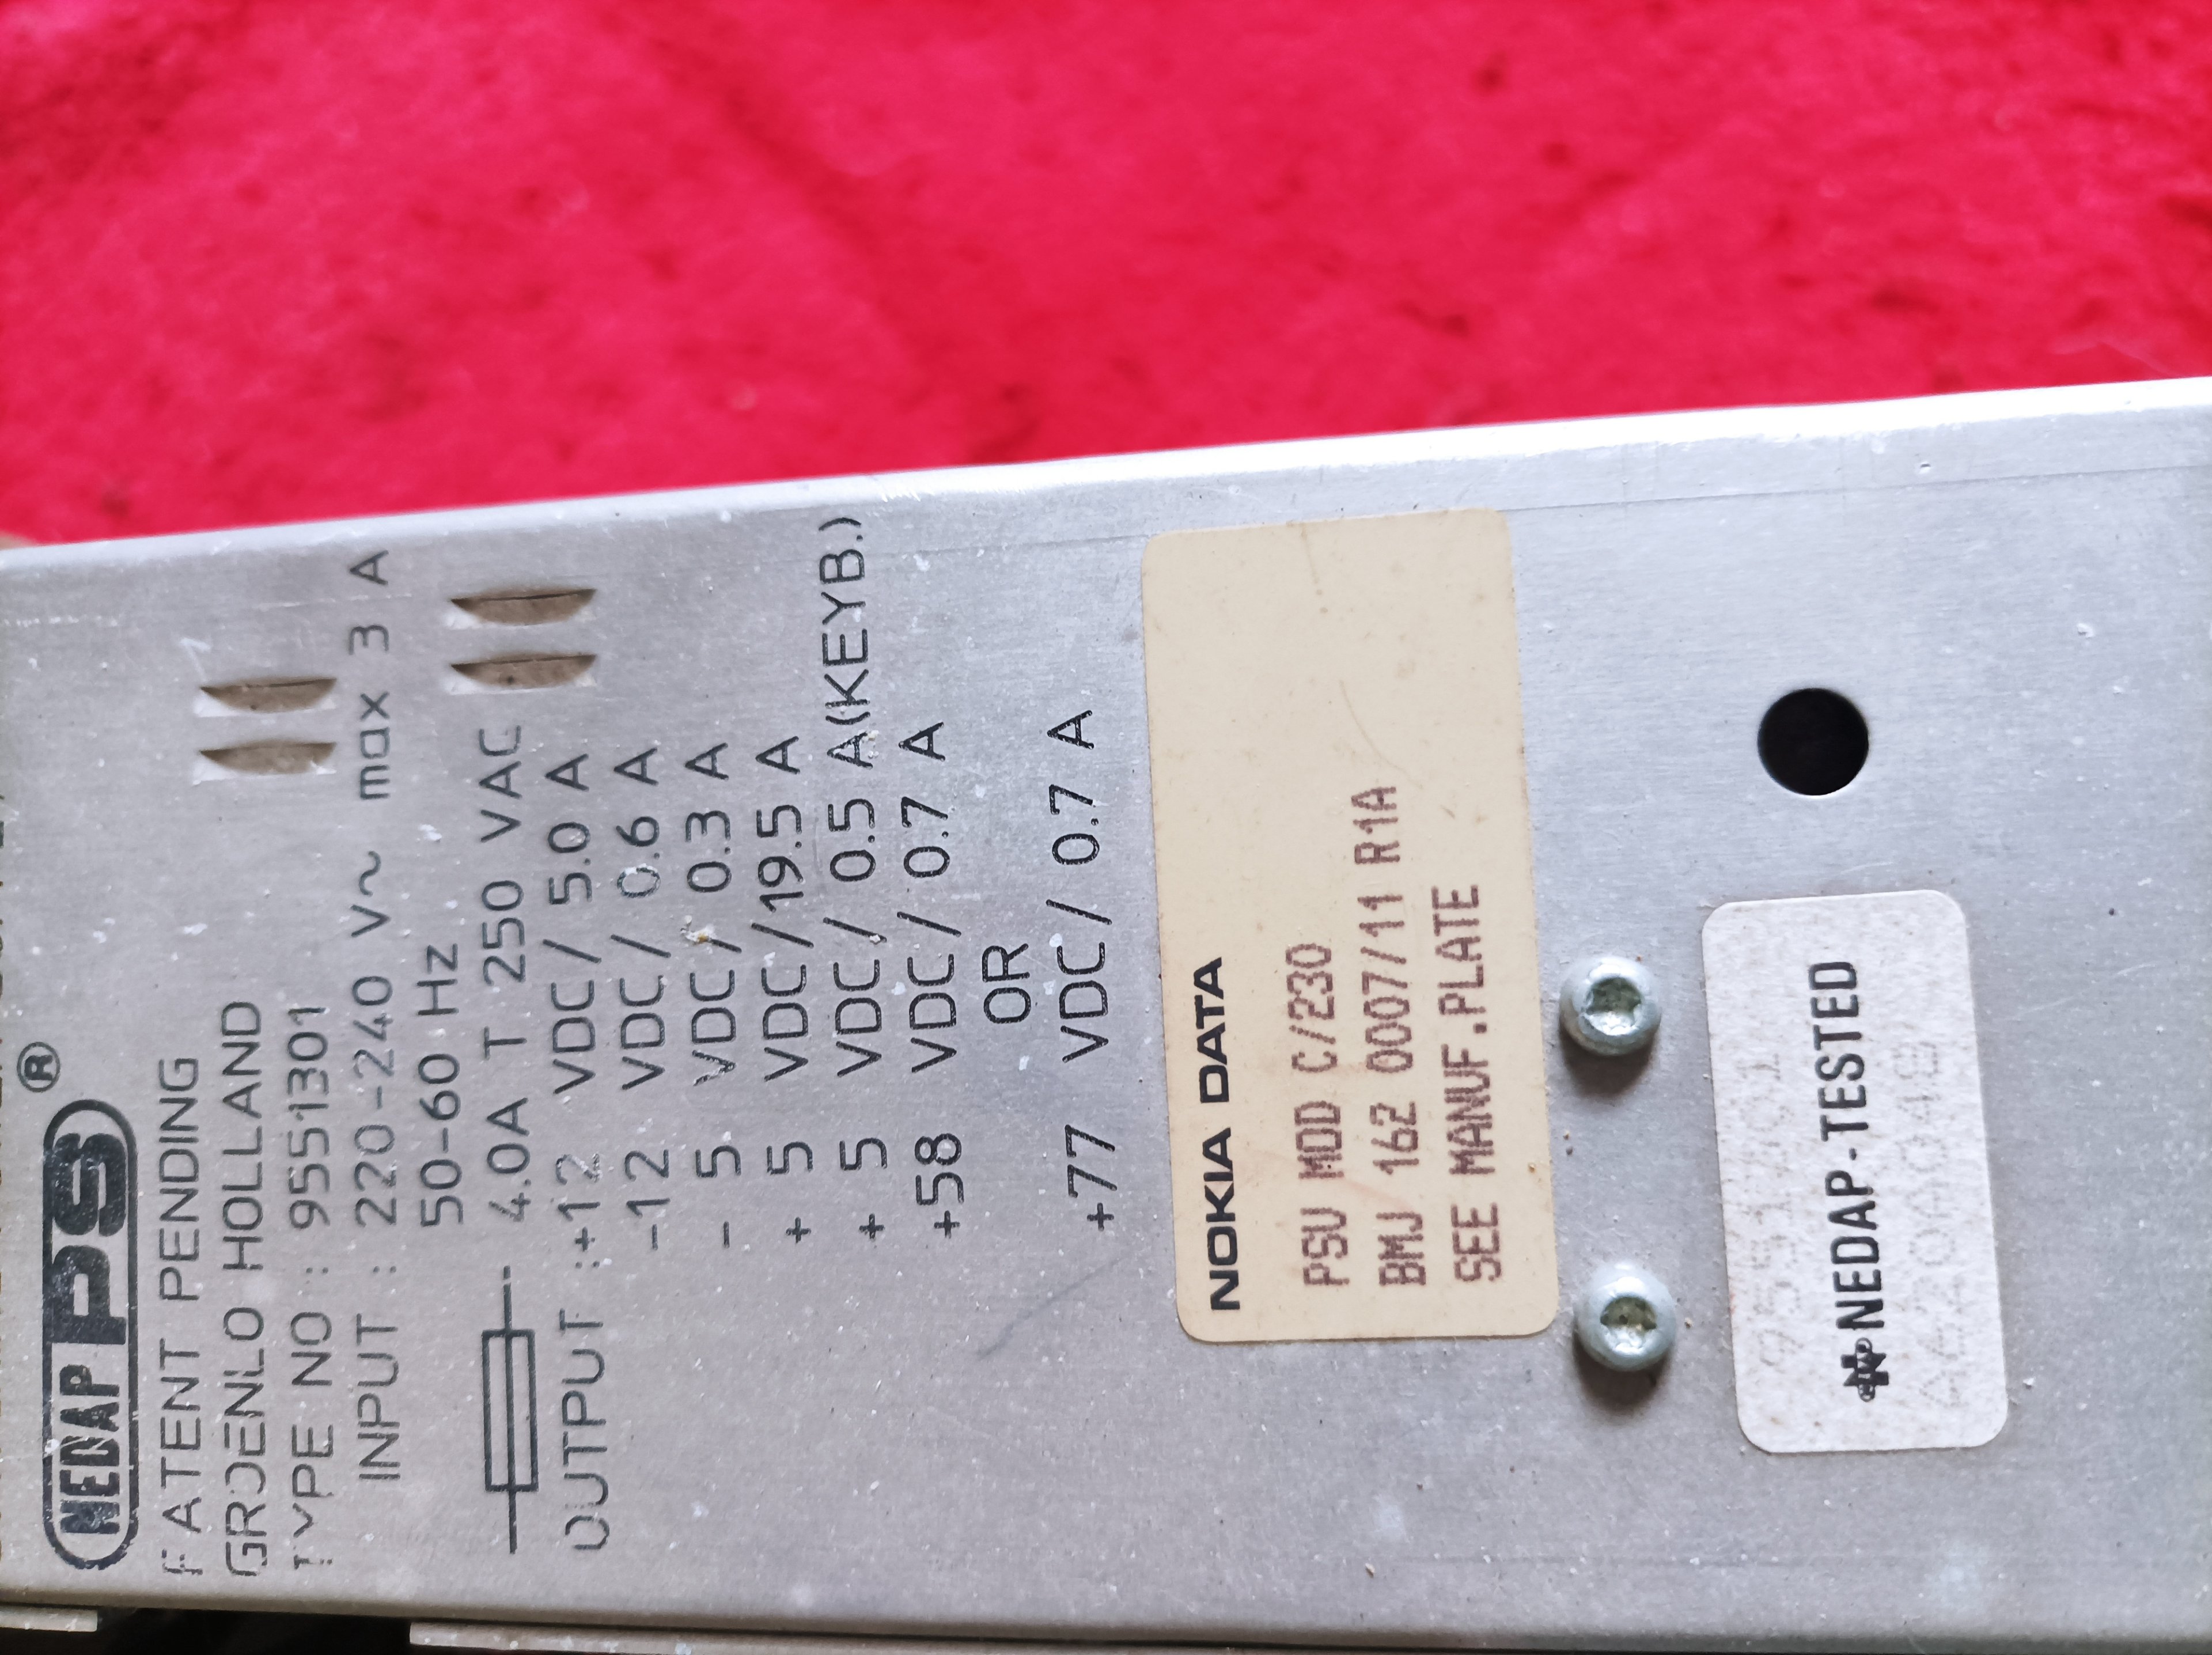 NEDAP PS ®
PATENT PENDING
GROENLO HOLLAND
TYPE NO : 9551301
INPUT : 220-240 V~ max 3 A
50-60 Hz
4.0A T 250 VAC
OUTPUT :+12 VDC/ 5.0 A
-12 VDC/ 0.6 A
- 5 VDC/ 0.3 A
+ 5 VDC/19.5 A
+ 5 VDC/ 0.5 A(KEYB.)
+58 VDC/ 0.7 A
OR
+77 VDC/ 0.7 A
NOKIA DATA
PSU MOD C/230
BMJ 162 0007/11 R1A
SEE MANUF.PLATE
NEDAP-TESTED